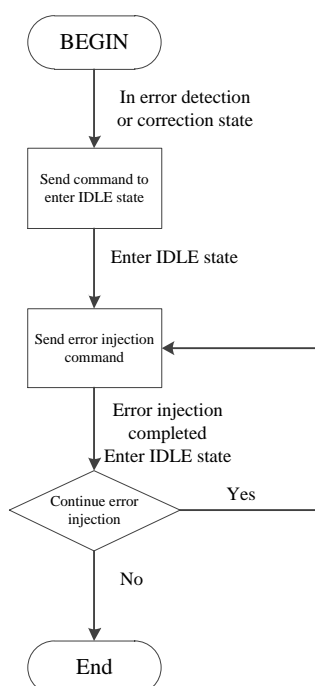 BEGIN
In error detection
or correction state
Send command to
enter IDLE state
Enter IDLE state
Send error injection
command
Error injection
completed
Enter IDLE state
Continue error
injection
Yes
No
End